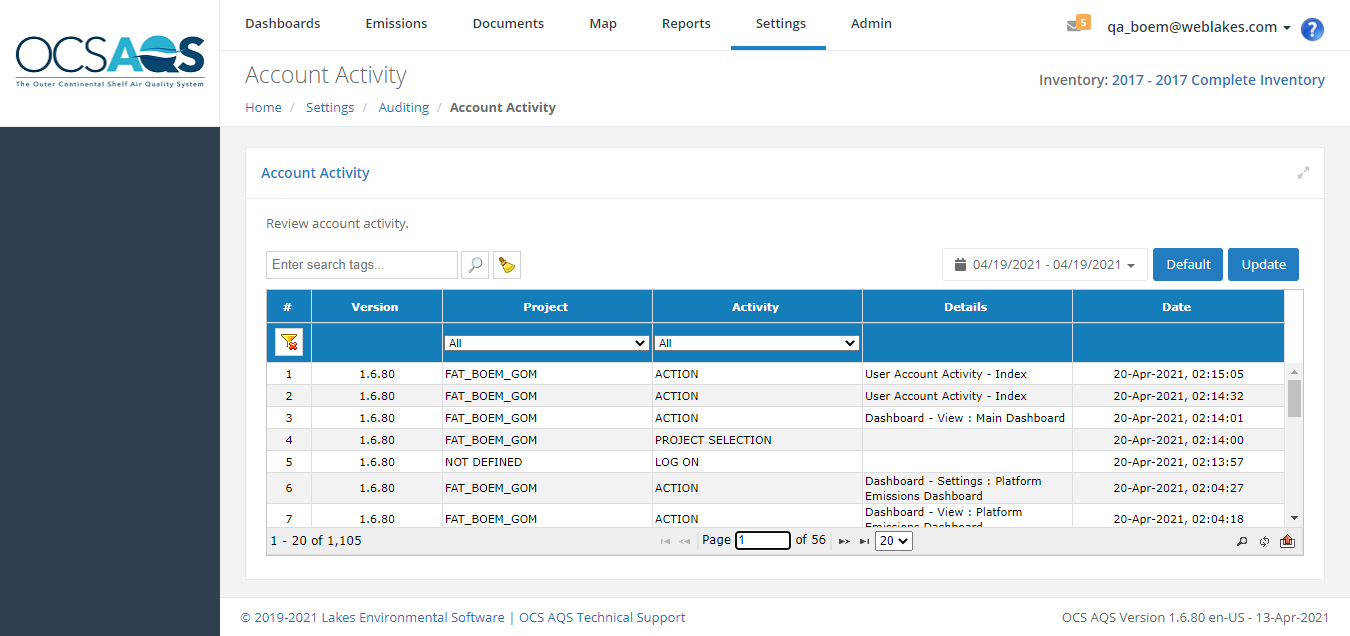 OCSAQS
The Outer Continental Shelf Air Quality System
Dashboards Emissions Documents Map Reports Settings Admin 5 qa_boem@weblakes.com ?
Account Activity
Inventory: 2017 - 2017 Complete Inventory
Home / Settings / Auditing / Account Activity
Account Activity
Review account activity.
Enter search tags... 04/19/2021 - 04/19/2021 Default Update
# Version Project Activity Details Date
All All
1 1.6.80 FAT_BOEM_GOM ACTION User Account Activity - Index 20-Apr-2021, 02:15:05
2 1.6.80 FAT_BOEM_GOM ACTION User Account Activity - Index 20-Apr-2021, 02:14:32
3 1.6.80 FAT_BOEM_GOM ACTION Dashboard - View : Main Dashboard 20-Apr-2021, 02:14:01
4 1.6.80 FAT_BOEM_GOM PROJECT SELECTION 20-Apr-2021, 02:14:00
5 1.6.80 NOT DEFINED LOG ON 20-Apr-2021, 02:13:57
6 1.6.80 FAT_BOEM_GOM ACTION Dashboard - Settings : Platform
Emissions Dashboard 20-Apr-2021, 02:04:27
7 1.6.80 FAT_BOEM_GOM ACTION Dashboard - View : Platform
Emissions Dashboard 20-Apr-2021, 02:04:18
1 - 20 of 1,105 Page 1 of 56 20
© 2019-2021 Lakes Environmental Software | OCS AQS Technical Support OCS AQS Version 1.6.80 en-US - 13-Apr-2021